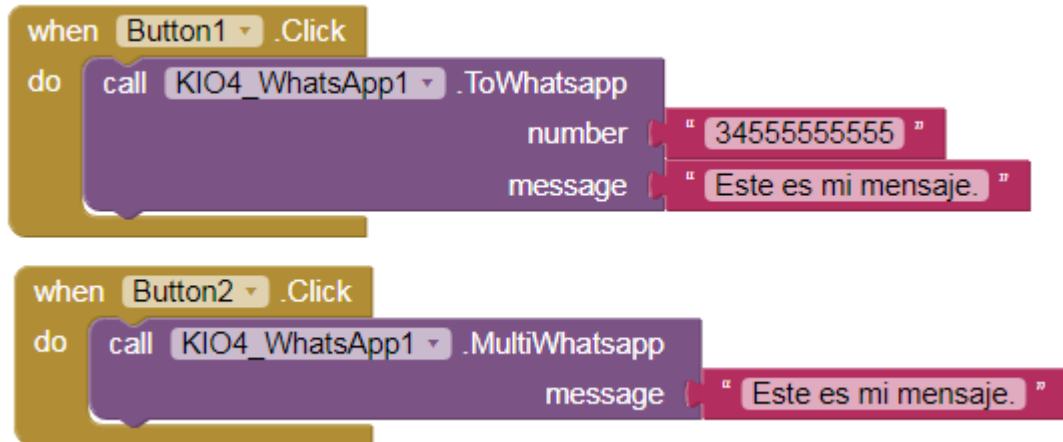 when Button1 .Click
do call KIO4_WhatsApp1 .ToWhatsapp
number " 34555555555 "
message " Este es mi mensaje. "
when Button2 .Click
do call KIO4_WhatsApp1 .MultiWhatsapp
message " Este es mi mensaje. "